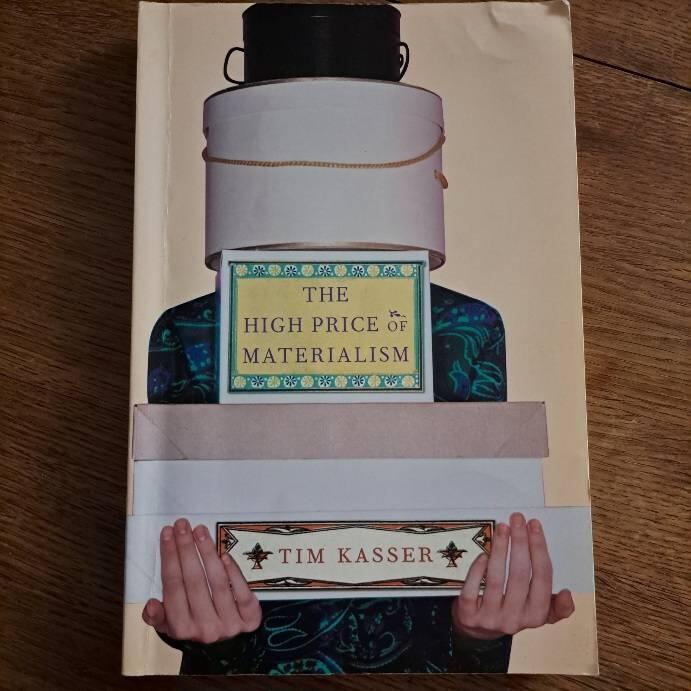 THE
HIGH PRICE OF
MATERIALISM
TIM KASSER